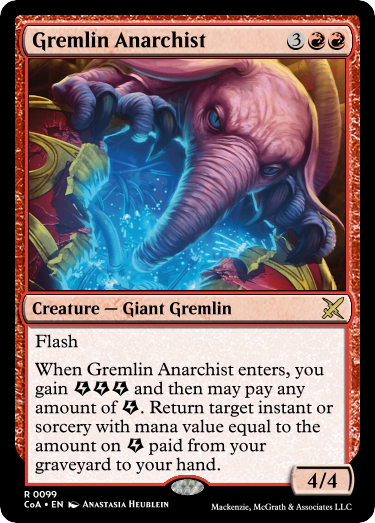 Gremlin Anarchist 3
Creature — Giant Gremlin
Flash
When Gremlin Anarchist enters, you
gain and then may pay any
amount of . Return target instant or
sorcery with mana value equal to the
amount on paid from your
graveyard to your hand.
4/4
R 0099
CoA • EN Anastasia Heublein
Mackenzie, McGrath & Associates LLC